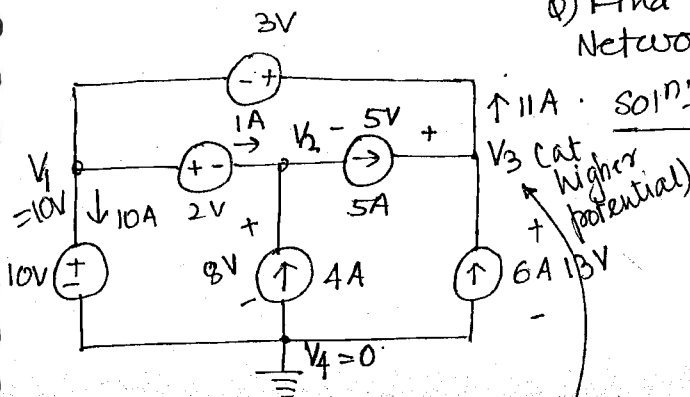 3V
Q) Find
Netwo
- +
1A →
↑ 11A .
Soln:
V2
- 5V +
V1
=10V
↓ 10A
+ -
2V
→
5A
V3 (at
higher
potential)
10V
+
-
+
8V
-
↑
4A
↑
6A
+
13V
-
V4 = 0